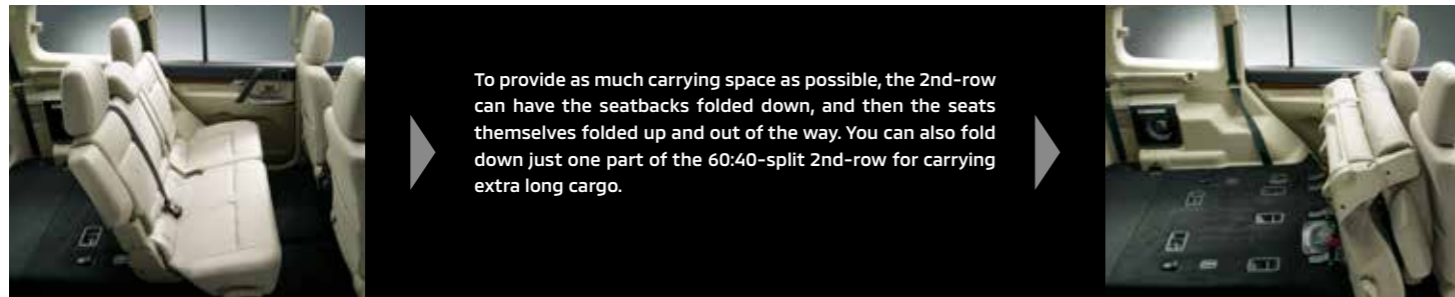 To provide as much carrying space as possible, the 2nd-row
can have the seatbacks folded down, and then the seats
themselves folded up and out of the way. You can also fold
down just one part of the 60:40-split 2nd-row for carrying
extra long cargo.